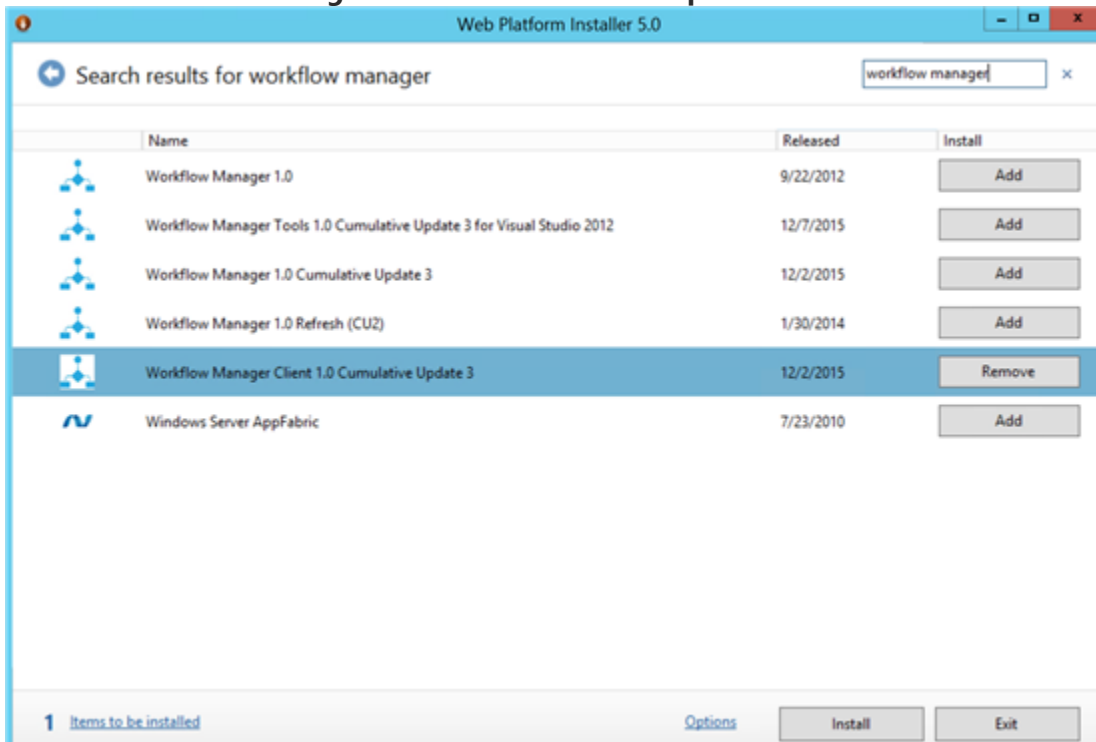 Web Platform Installer 5.0
Search results for workflow manager
workflow manager
Name Released Install
Workflow Manager 1.0 9/22/2012 Add
Workflow Manager Tools 1.0 Cumulative Update 3 for Visual Studio 2012 12/7/2015 Add
Workflow Manager 1.0 Cumulative Update 3 12/2/2015 Add
Workflow Manager 1.0 Refresh (CU2) 1/30/2014 Add
Workflow Manager Client 1.0 Cumulative Update 3 12/2/2015 Remove
Windows Server AppFabric 7/23/2010 Add
1 Items to be installed Options Install Exit